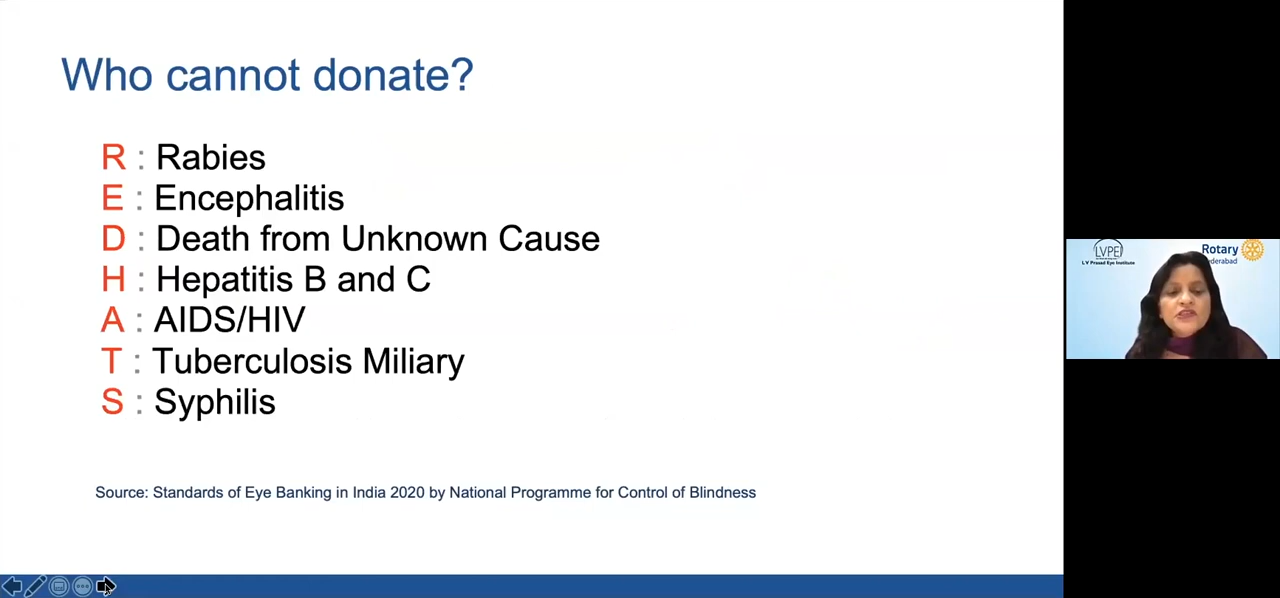 Who cannot donate?
R : Rabies
E : Encephalitis
D : Death from Unknown Cause
H : Hepatitis B and C
A : AIDS/HIV
T : Tuberculosis Miliary
S : Syphilis
Source: Standards of Eye Banking in India 2020 by National Programme for Control of Blindness
LVPEI
L V Prasad Eye Institute
Rotary